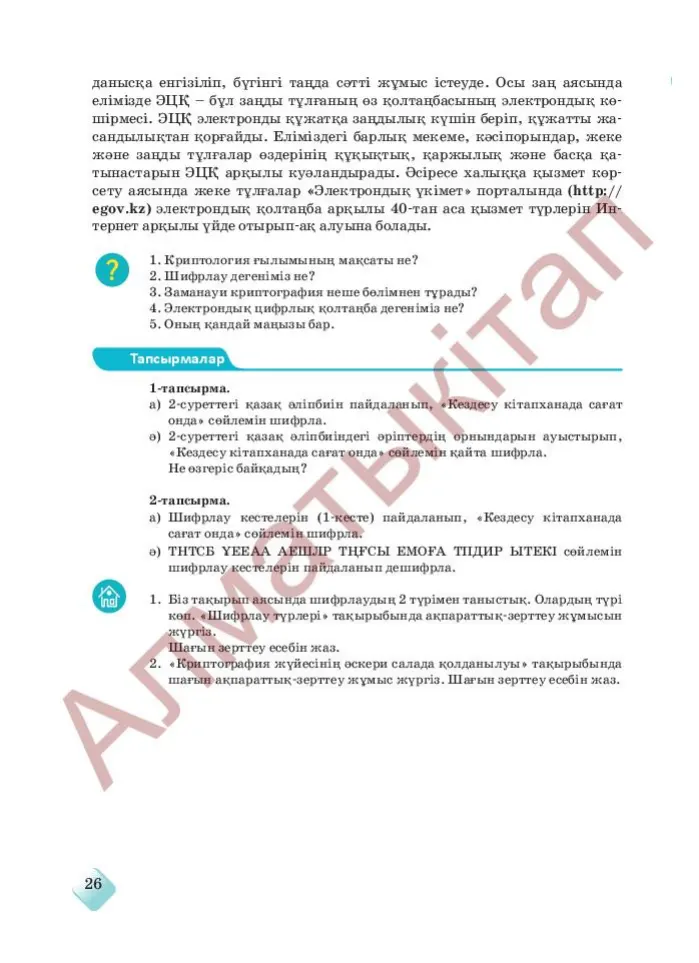 данысқа енгізіліп, бүгінгі таңда сәтті жұмыс істеуде. Осы заң аясында
елімізде ЭЦҚ – бұл заңды тұлғаның өз қолтаңбасының электрондық кө-
шірмесі. ЭЦҚ электронды құжатқа заңдылық күшін беріп, құжатты жа-
сандылықтан қорғайды. Еліміздегі барлық мекеме, кәсіпорындар, жеке
және заңды тұлғалар өздерінің құқықтық, қаржылық және басқа қа-
тынастарын ЭЦҚ арқылы куәландырады. Әсіресе халыққа қызмет көр-
сету аясында жеке тұлғалар «Электрондық үкімет» порталында (http://
egov.kz) электрондық қолтаңба арқылы 40-тан аса қызмет түрлерін Ин-
тернет арқылы үйде отырып-ақ алуына болады.
?
1. Криптология ғылымының мақсаты не?
2. Шифрлау дегеніміз не?
3. Заманауи криптография неше бөлімнен тұрады?
4. Электрондық цифрлық қолтаңба дегеніміз не?
5. Оның қандай маңызы бар.
Тапсырмалар
1-тапсырма.
а) 2-суреттегі қазақ әліпбиін пайдаланып, «Кездесу кітапханада сағат
онда» сөйлемін шифрла.
ә) 2-суреттегі қазақ әліпбиіндегі әріптердің орнындарын ауыстырып,
«Кездесу кітапханада сағат онда» сөйлемін қайта шифрла.
Не өзгеріс байқадың?
2-тапсырма.
а) Шифрлау кестелерін (1-кесте) пайдаланып, «Кездесу кітапханада
сағат онда» сөйлемін шифрла.
ә) ТНТСБ ҮЕЕАА АЕШЛР ТҢҒСЫ ЕМОҒА ТПДИР ЫТЕКІ сөйлемін
шифрлау кестелерін пайдаланып дешифрла.
1. Біз тақырып аясында шифрлаудың 2 түрімен таныстық. Олардың түрі
көп. «Шифрлау түрлері» тақырыбында ақпараттық-зерттеу жұмысын
жүргіз.
Шағын зерттеу есебін жаз.
2. «Криптография жүйесінің әскери салада қолданылуы» тақырыбында
шағын ақпараттық-зерттеу жұмыс жүргіз. Шағын зерттеу есебін жаз.
26
Алматыкітап